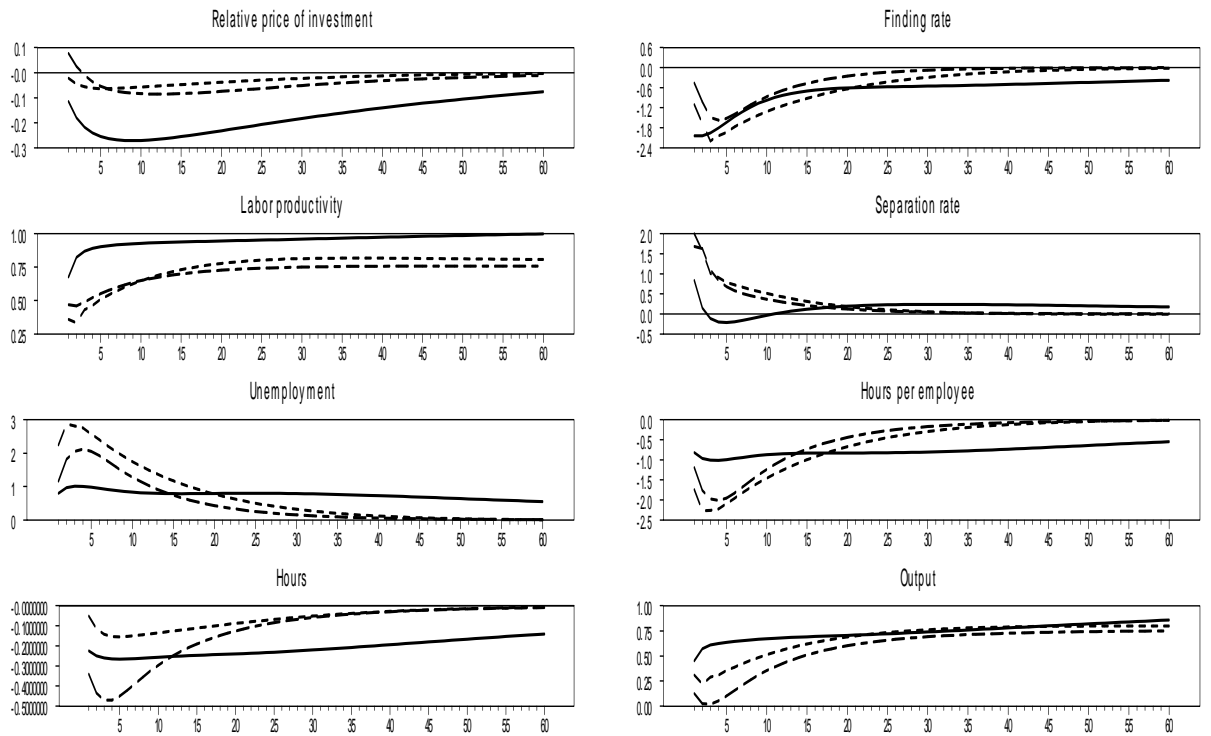 Relative price of investment
0.1
-0.0
-0.1
-0.2
-0.3
5 10 15 20 25 30 35 40 45 50 55 60
Finding rate
0.6
0.0
-0.6
-1.2
-1.8
-2.4
5 10 15 20 25 30 35 40 45 50 55 60
Labor productivity
1.00
0.75
0.50
0.25
5 10 15 20 25 30 35 40 45 50 55 60
Separation rate
2.0
1.5
1.0
0.5
0.0
-0.5
5 10 15 20 25 30 35 40 45 50 55 60
Unemployment
3
2
1
0
5 10 15 20 25 30 35 40 45 50 55 60
Hours per employee
0.0
-0.5
-1.0
-1.5
-2.0
-2.5
5 10 15 20 25 30 35 40 45 50 55 60
Hours
-0.000000
-0.1000000
-0.2000000
-0.3000000
-0.4000000
-0.5000000
5 10 15 20 25 30 35 40 45 50 55 60
Output
1.00
0.75
0.50
0.25
0.00
5 10 15 20 25 30 35 40 45 50 55 60